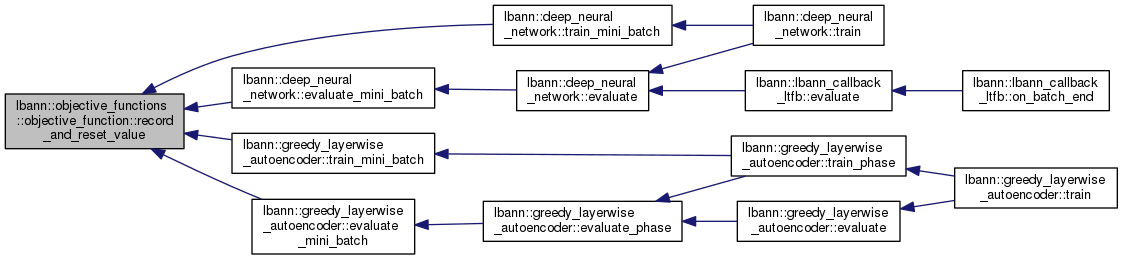 lbann::objective_functions
::objective_function::record
_and_reset_value
lbann::deep_neural
_network::train_mini_batch
lbann::deep_neural
_network::train
lbann::deep_neural
_network::evaluate_mini_batch
lbann::deep_neural
_network::evaluate
lbann::lbann_callback
_ltfb::evaluate
lbann::lbann_callback
_ltfb::on_batch_end
lbann::greedy_layerwise
_autoencoder::train_mini_batch
lbann::greedy_layerwise
_autoencoder::train_phase
lbann::greedy_layerwise
_autoencoder::train
lbann::greedy_layerwise
_autoencoder::evaluate
_mini_batch
lbann::greedy_layerwise
_autoencoder::evaluate_phase
lbann::greedy_layerwise
_autoencoder::evaluate